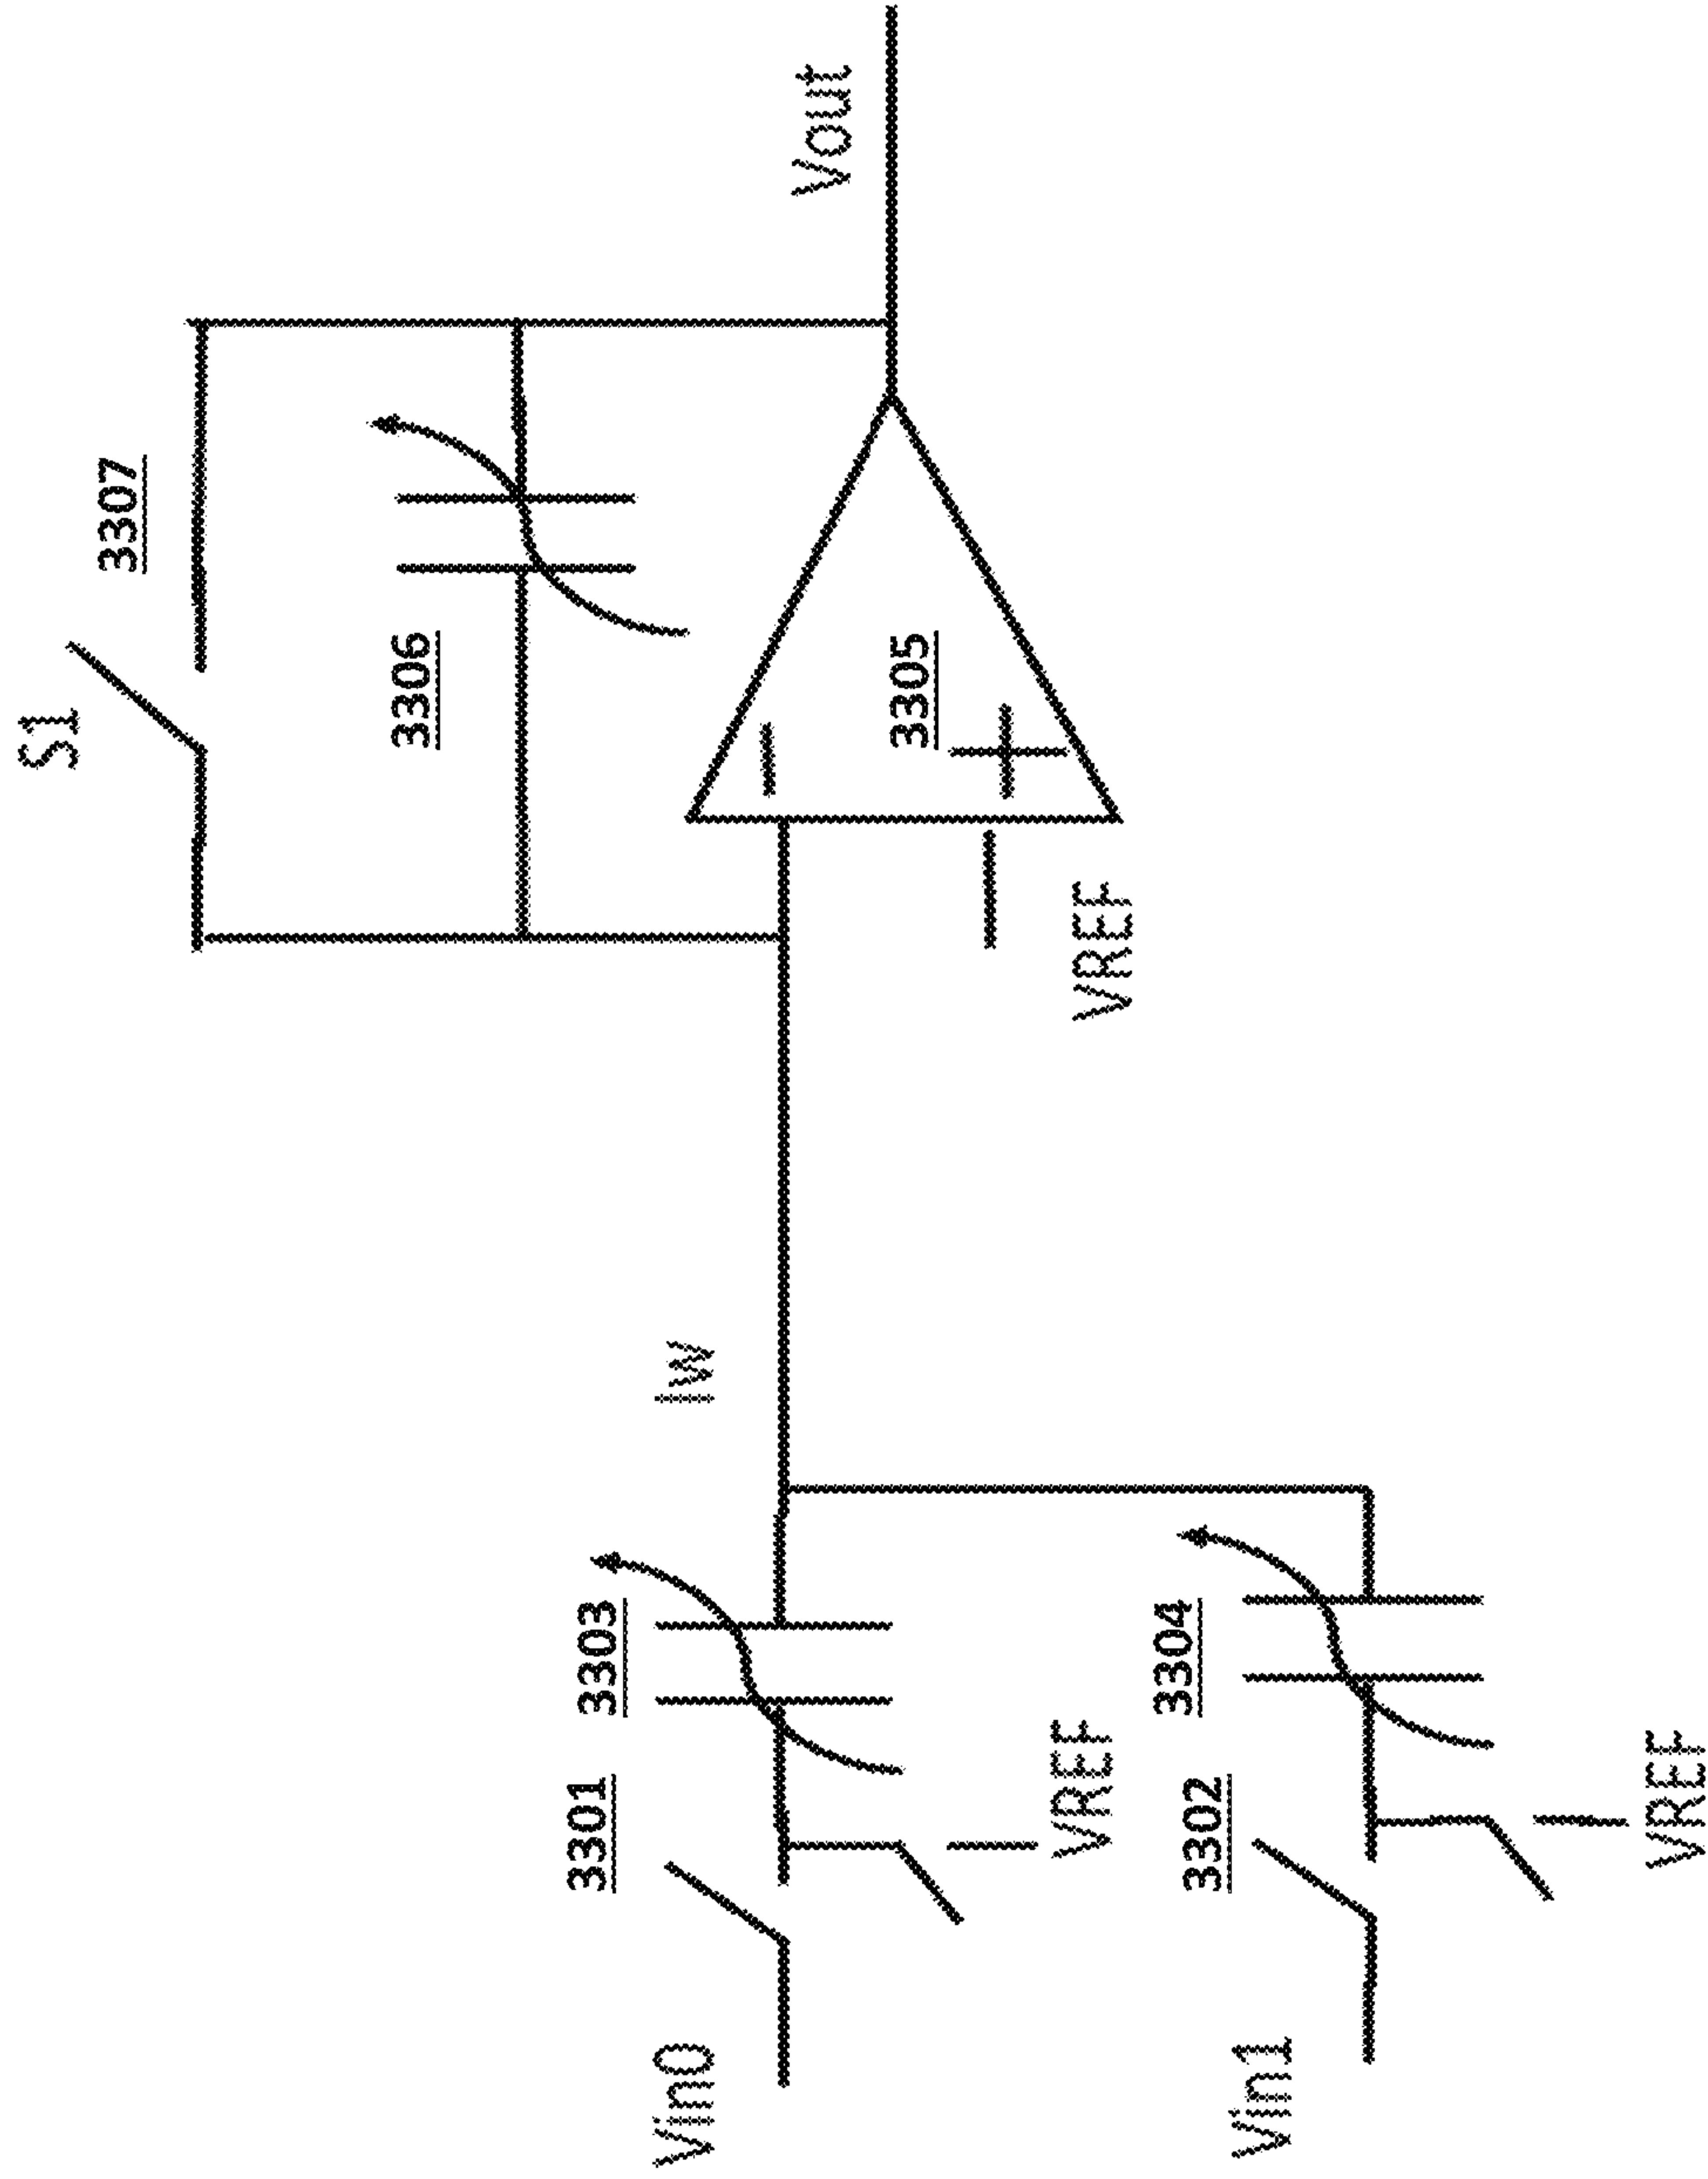 S1
3307
3306
Vout
3305
VREF
Iw
3303
3301
Vin0
VREF
3304
3302
Vin1
VREF